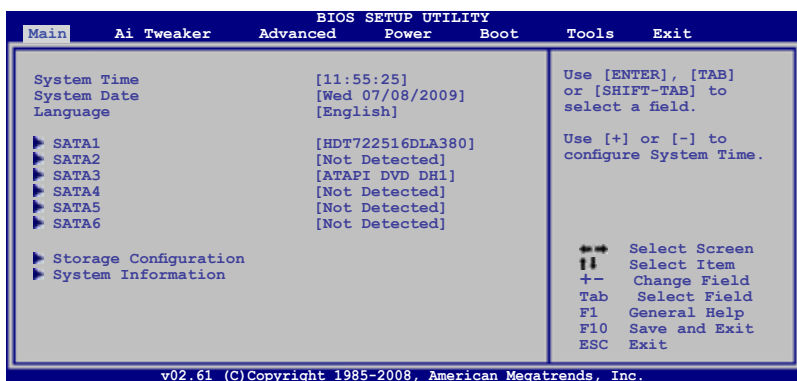 BIOS SETUP UTILITY
Main Ai Tweaker Advanced Power Boot Tools Exit
System Time [11:55:25]
System Date [Wed 07/08/2009]
Language [English]
SATA1 [HDT722516DLA380]
SATA2 [Not Detected]
SATA3 [ATAPI DVD DH1]
SATA4 [Not Detected]
SATA5 [Not Detected]
SATA6 [Not Detected]
Storage Configuration
System Information
Use [ENTER], [TAB]
or [SHIFT-TAB] to
select a field.
Use [+] or [-] to
configure System Time.
Select Screen
Select Item
+- Change Field
Tab Select Field
F1 General Help
F10 Save and Exit
ESC Exit
v02.61 (C)Copyright 1985-2008, American Megatrends, Inc.